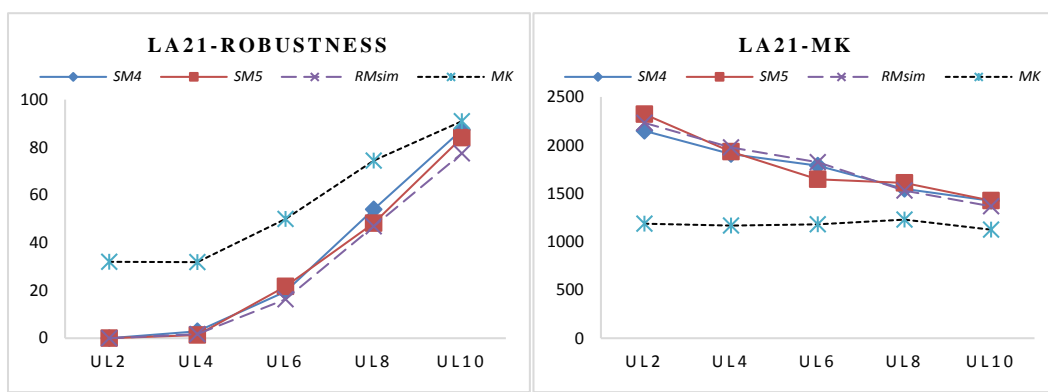 LA21-ROBUSTNESS
SM4 SM5 RMsim MK
100
80
60
40
20
0
UL2 UL4 UL6 UL8 UL10
LA21-MK
SM4 SM5 RMsim MK
2500
2000
1500
1000
500
0
UL2 UL4 UL6 UL8 UL10